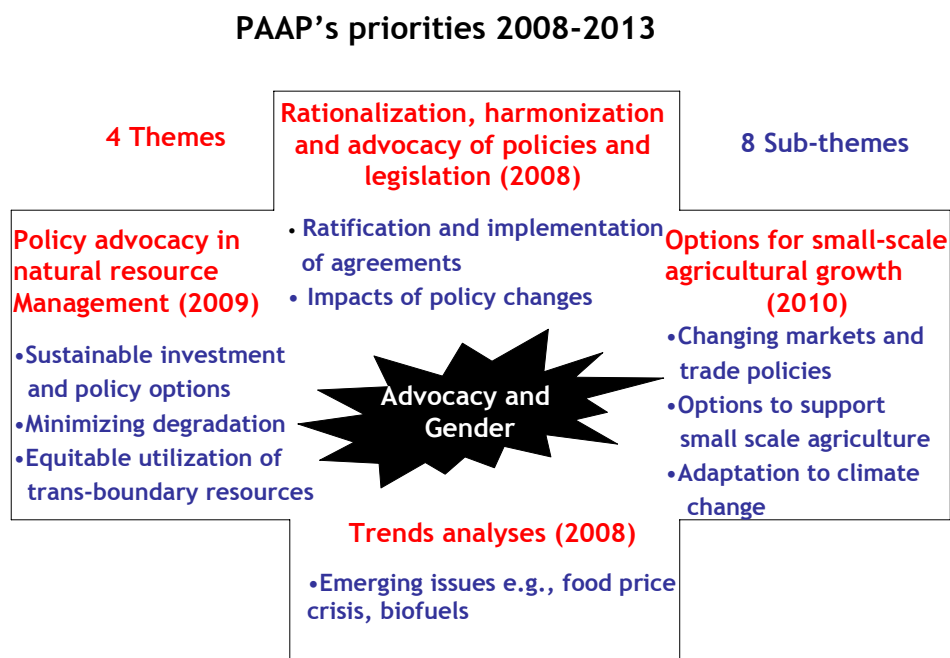 PAAP’s priorities 2008-2013
4 Themes
Rationalization, harmonization
and advocacy of policies and
legislation (2008)
• Ratification and implementation
of agreements
• Impacts of policy changes
8 Sub-themes
Policy advocacy in
natural resource
Management (2009)
•Sustainable investment
and policy options
•Minimizing degradation
•Equitable utilization of
trans-boundary resources
Advocacy and
Gender
Options for small-scale
agricultural growth
(2010)
•Changing markets and
trade policies
•Options to support
small scale agriculture
•Adaptation to climate
change
Trends analyses (2008)
•Emerging issues e.g., food price
crisis, biofuels